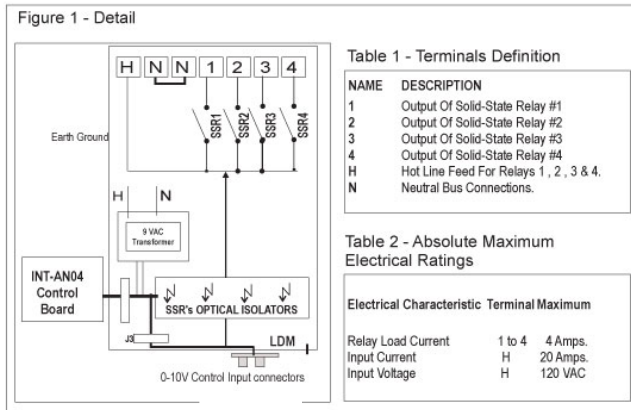 Figure 1 - Detail
H N N 1 2 3 4
SSR1 SSR2 SSR3 SSR4
Earth Ground
H N
9 VAC
Transformer
INT-AN04
Control
Board
SSR's OPTICAL ISOLATORS
J3
LDM
0-10V Control Input connectors
Table 1 - Terminals Definition
NAME DESCRIPTION
1 Output Of Solid-State Relay #1
2 Output Of Solid-State Relay #2
3 Output Of Solid-State Relay #3
4 Output Of Solid-State Relay #4
H Hot Line Feed For Relays 1 , 2 , 3 & 4.
N Neutral Bus Connections.
Table 2 - Absolute Maximum
Electrical Ratings
Electrical Characteristic Terminal Maximum
Relay Load Current 1 to 4 4 Amps.
Input Current H 20 Amps.
Input Voltage H 120 VAC